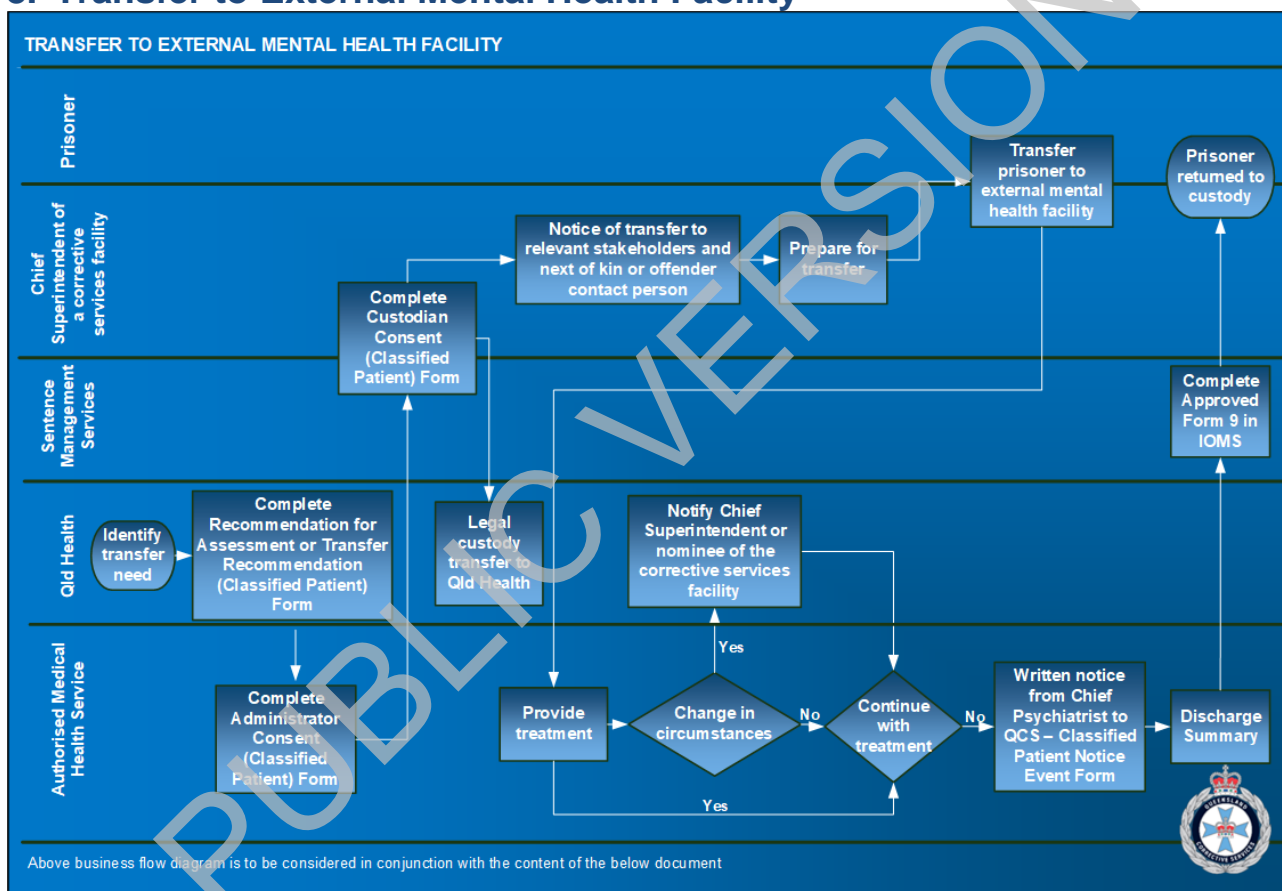 3. Transfer to External Mental Health Facility
TRANSFER TO EXTERNAL MENTAL HEALTH FACILITY
Prisoner
Transfer
prisoner to
external mental
health facility
Prisoner
returned to
custody
Chief
Superintendent of
a corrective
services facility
Notice of transfer to
relevant stakeholders and
next of kin or offender
contact person
Prepare for
transfer
Complete
Custodian
Consent
(Classified
Patient) Form
Sentence
Management
Services
Complete
Approved
Form 9 in
IOMS
Qld Health
Identify
transfer
need
Complete
Recommendation for
Assessment or Transfer
Recommendation
(Classified Patient)
Form
Legal
custody
transfer to
Qld Health
Notify Chief
Superintendent or
nominee of the
corrective services
facility
Authorised Medical
Health Service
Complete
Administrator
Consent
(Classified
Patient) Form
Provide
treatment
Change in
circumstances
Yes
No
Continue
with
treatment
Yes
No
Written notice
from Chief
Psychiatrist to
QCS – Classified
Patient Notice
Event Form
Discharge
Summary
QUEENSLAND
CORRECTIVE SERVICES
Above business flow diagram is to be considered in conjunction with the content of the below document
PUBLIC VERSION